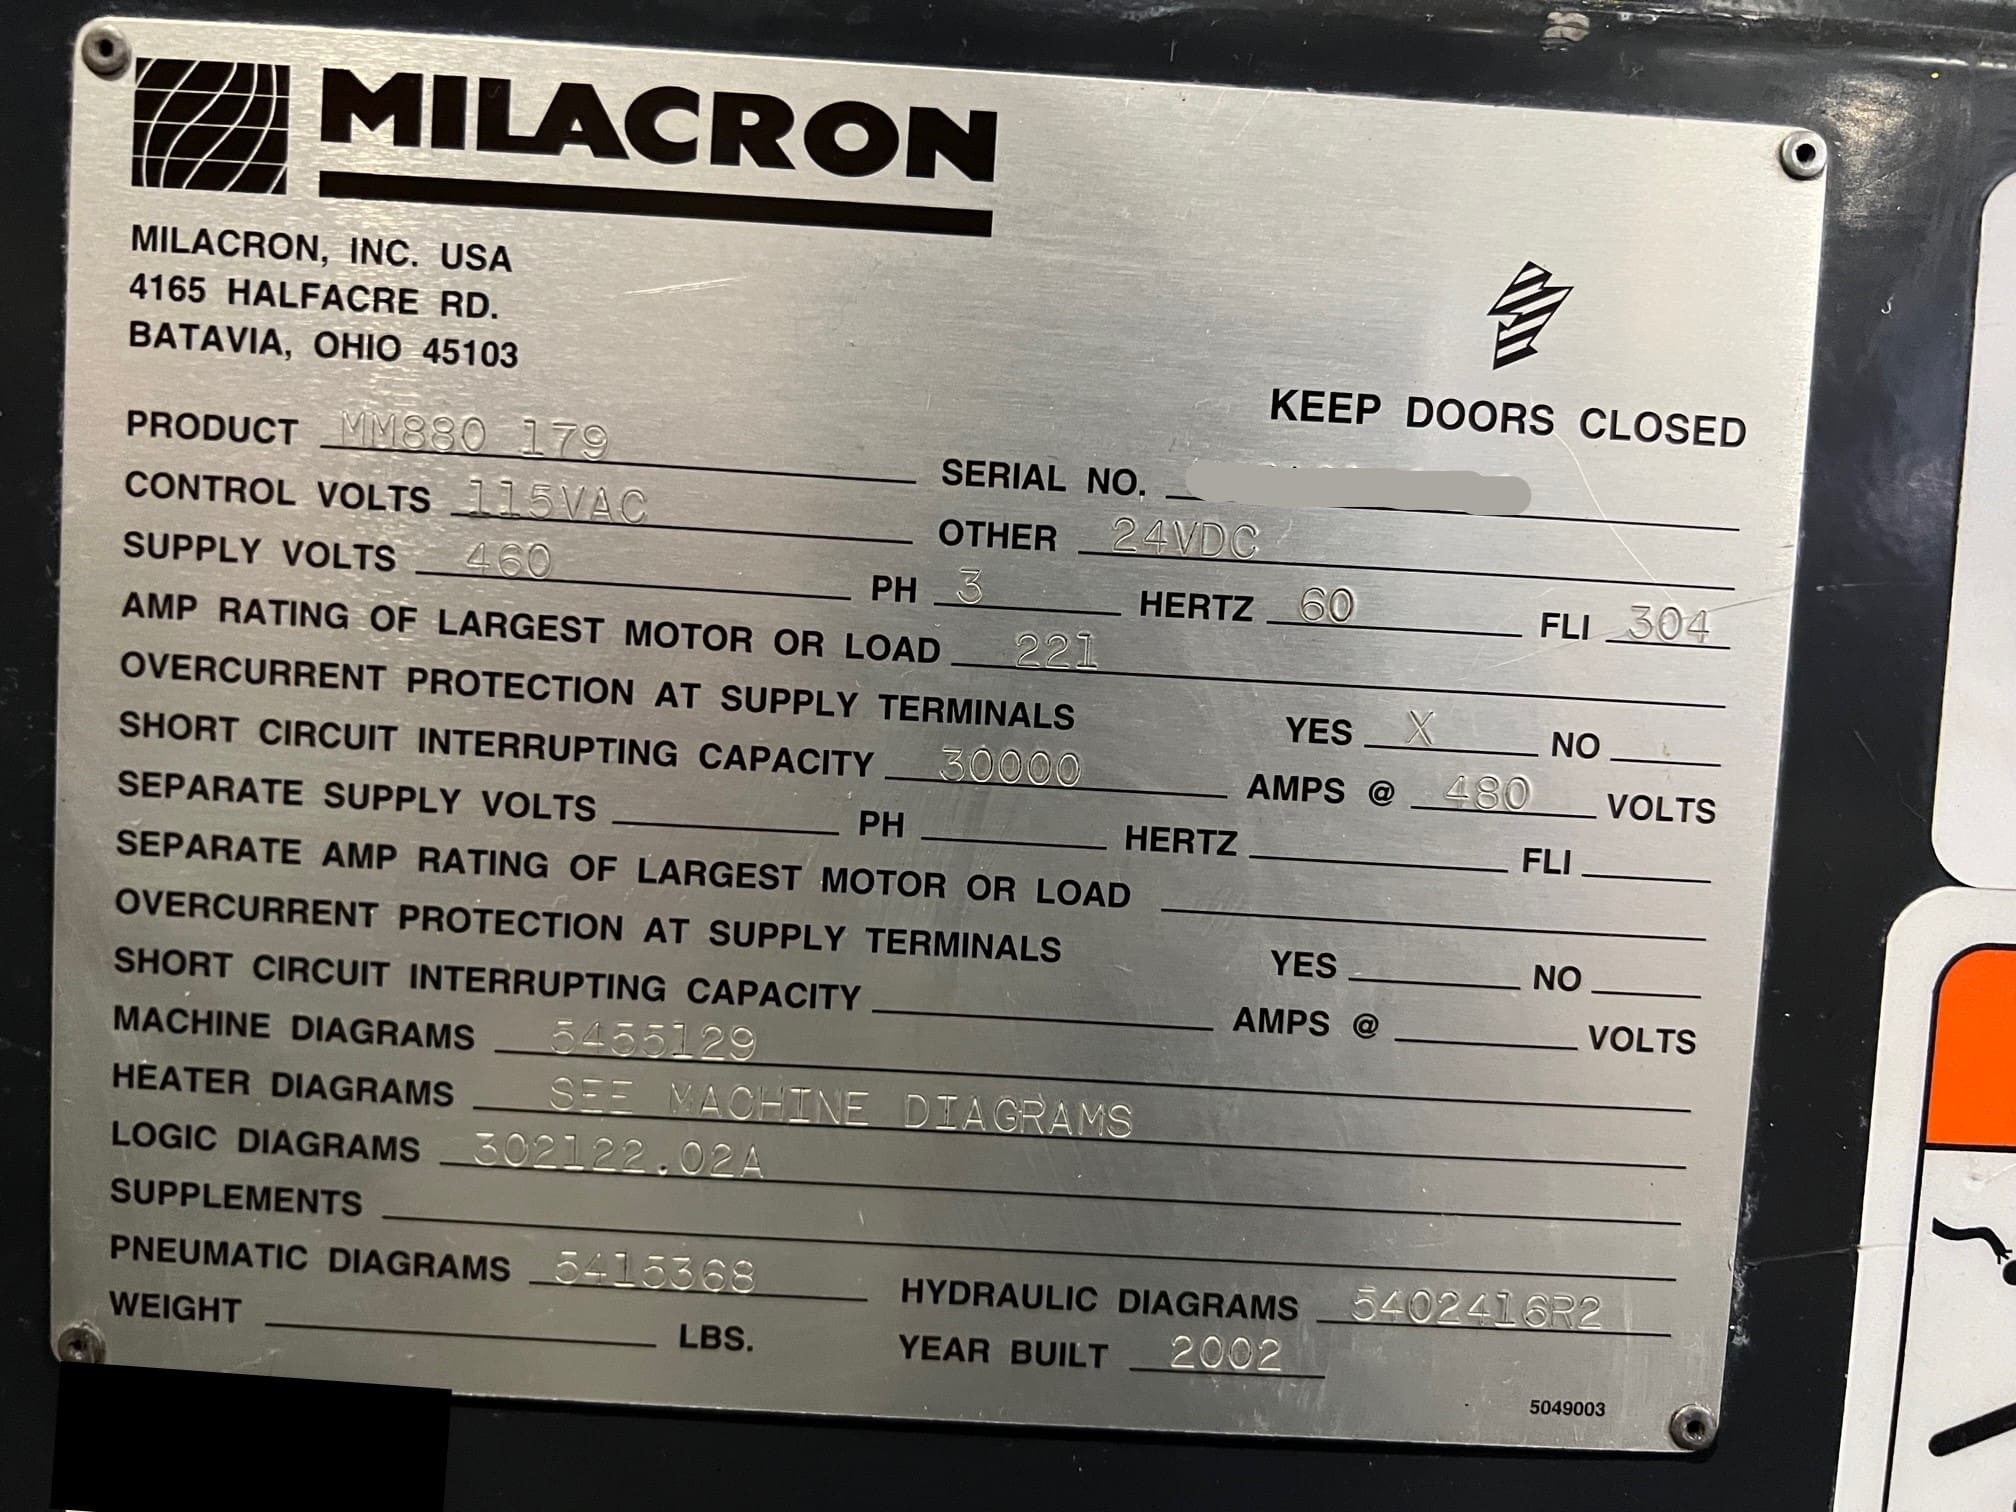 MILACRON
MILACRON, INC. USA
4165 HALFACRE RD.
BATAVIA, OHIO 45103
KEEP DOORS CLOSED
PRODUCT MM880 179 SERIAL NO.
CONTROL VOLTS 115VAC OTHER 24VDC
SUPPLY VOLTS 460 PH 3 HERTZ 60 FLI 304
AMP RATING OF LARGEST MOTOR OR LOAD 221
OVERCURRENT PROTECTION AT SUPPLY TERMINALS YES X NO
SHORT CIRCUIT INTERRUPTING CAPACITY 30000 AMPS @ 480 VOLTS
SEPARATE SUPPLY VOLTS PH HERTZ FLI
SEPARATE AMP RATING OF LARGEST MOTOR OR LOAD
OVERCURRENT PROTECTION AT SUPPLY TERMINALS YES NO
SHORT CIRCUIT INTERRUPTING CAPACITY AMPS @ VOLTS
MACHINE DIAGRAMS 5455129
HEATER DIAGRAMS SEE MACHINE DIAGRAMS
LOGIC DIAGRAMS 302122.02A
SUPPLEMENTS
PNEUMATIC DIAGRAMS 5415368 HYDRAULIC DIAGRAMS 5402416R2
WEIGHT LBS. YEAR BUILT 2002
5049003